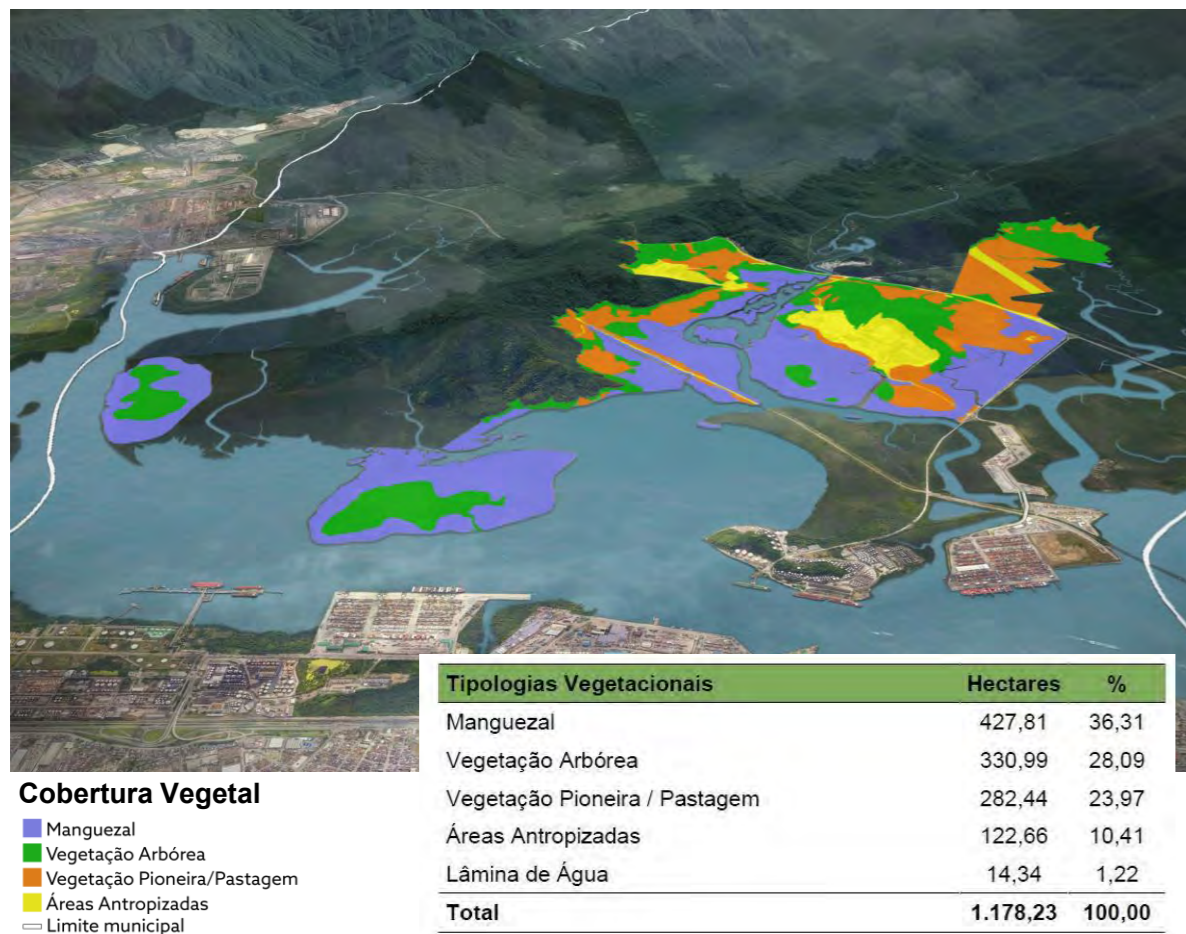 Tipologias Vegetacionais Hectares %
Manguezal 427,81 36,31
Vegetação Arbórea 330,99 28,09
Vegetação Pioneira / Pastagem 282,44 23,97
Áreas Antropizadas 122,66 10,41
Lâmina de Água 14,34 1,22
Total 1.178,23 100,00
Cobertura Vegetal
Manguezal
Vegetação Arbórea
Vegetação Pioneira/Pastagem
Áreas Antropizadas
Limite municipal